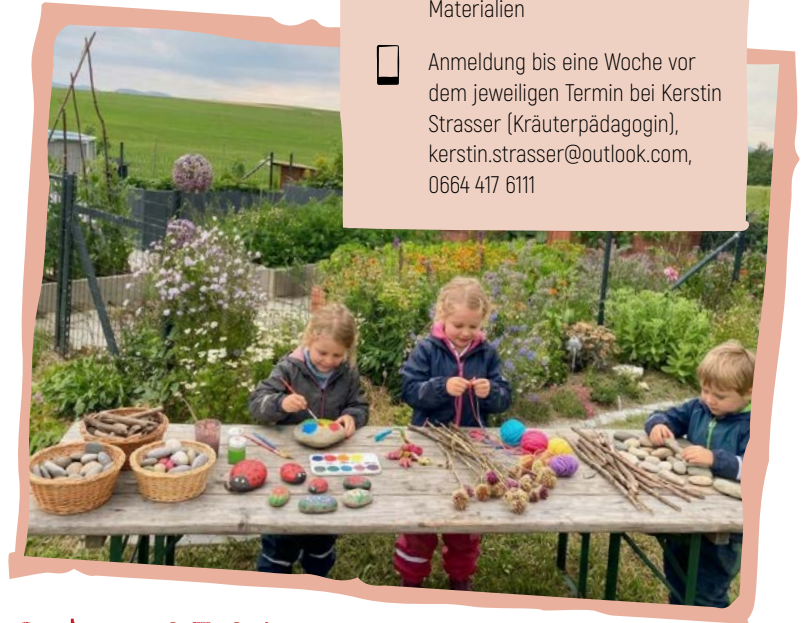 Materialien
Anmeldung bis eine Woche vor
dem jeweiligen Termin bei Kerstin
Strasser (Kräuterpädagogin),
kerstin.strasser@outlook.com,
0664 417 6111